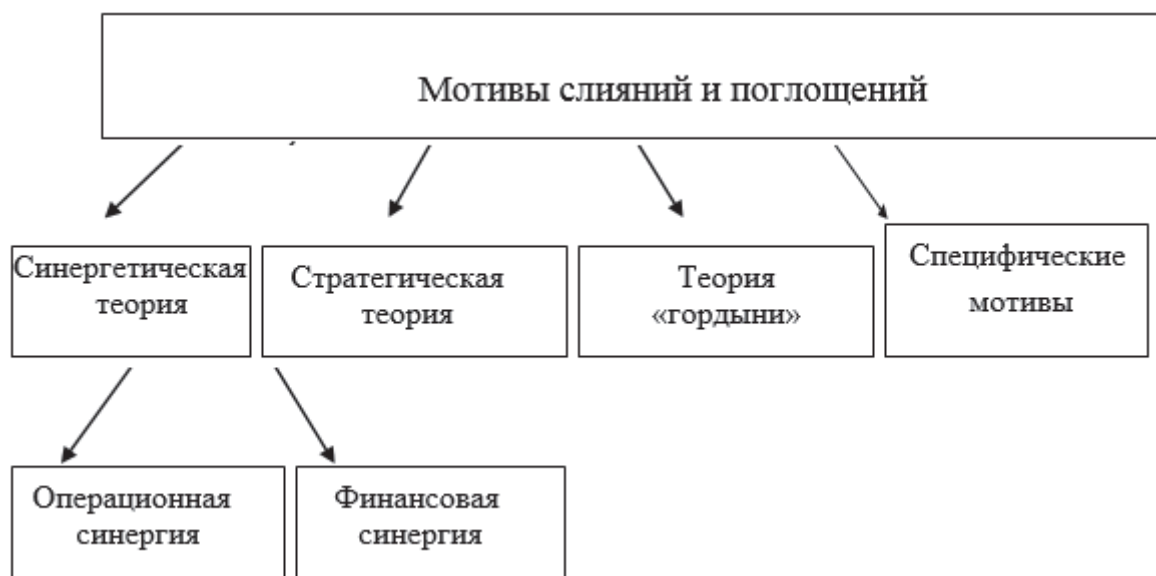 Мотивы слияний и поглощений
Синергетическая
теория
Стратегическая
теория
Теория
«гордыни»
Специфические
мотивы
Операционная
синергия
Финансовая
синергия